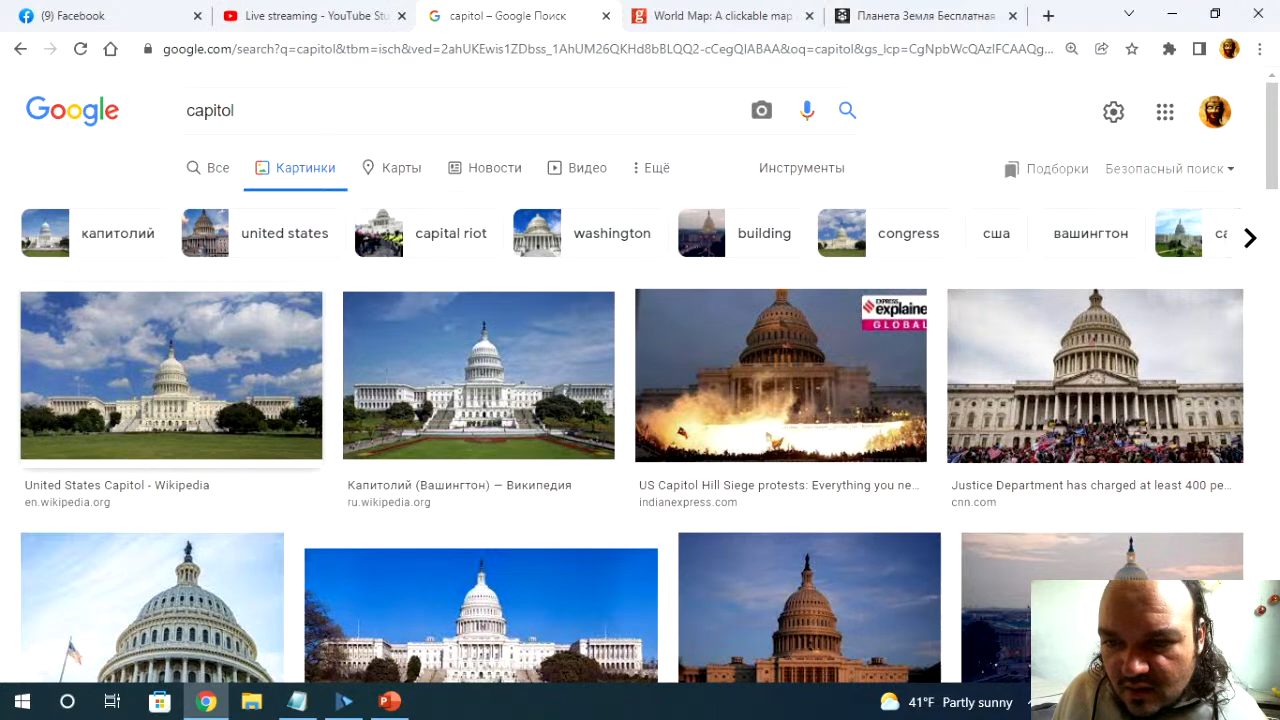 (9) Facebook
Live streaming - YouTube Stu
capitol – Google Поиск
World Map: A clickable map
Планета Земля Бесплатная
google.com/search?q=capitol&tbm=isch&ved=2ahUKEwis1ZDbss_1AhUM26QKHd8bBLQQ2-cCegQIABAA&oq=capitol&gs_lcp=CgNpbWcQAzIFCAAQg...
Google
capitol
Все
Картинки
Карты
Новости
Видео
Ещё
Инструменты
Подборки
Безопасный поиск
капитолий
united states
capital riot
washington
building
congress
сша
вашингтон
EXPRESS
explaine
GLOBAL
United States Capitol - Wikipedia
en.wikipedia.org
Капитолий (Вашингтон) — Википедия
ru.wikipedia.org
US Capitol Hill Siege protests: Everything you ne...
indianexpress.com
Justice Department has charged at least 400 pe...
cnn.com
41°F Partly sunny